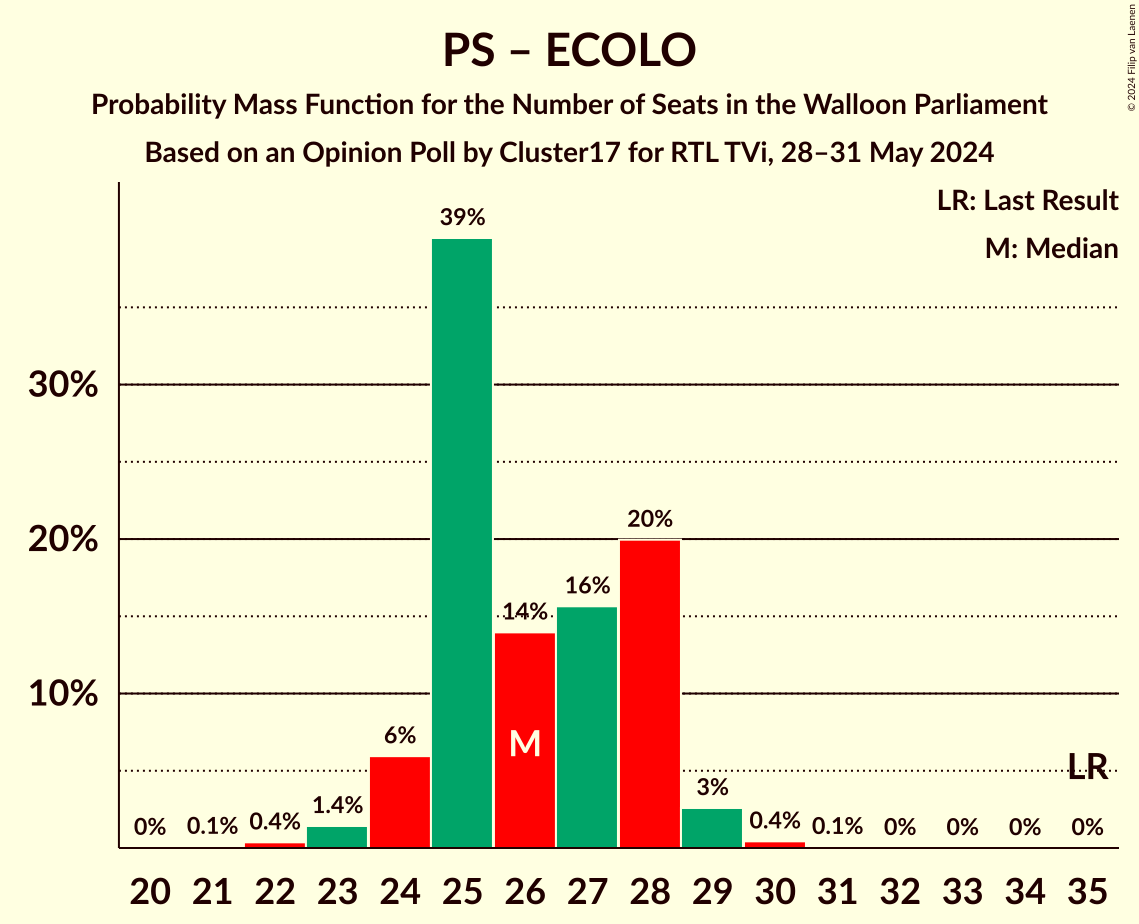 PS – ECOLO
Probability Mass Function for the Number of Seats in the Walloon Parliament
Based on an Opinion Poll by Cluster17 for RTL TVi, 28–31 May 2024
© 2024 Filip van Laenen
LR: Last Result
M: Median
39%
30%
20%
20%
16%
14%
10%
6%
M
LR
3%
1.4%
0% 0.1% 0.4% 0.4% 0.1% 0% 0% 0% 0%
20 21 22 23 24 25 26 27 28 29 30 31 32 33 34 35